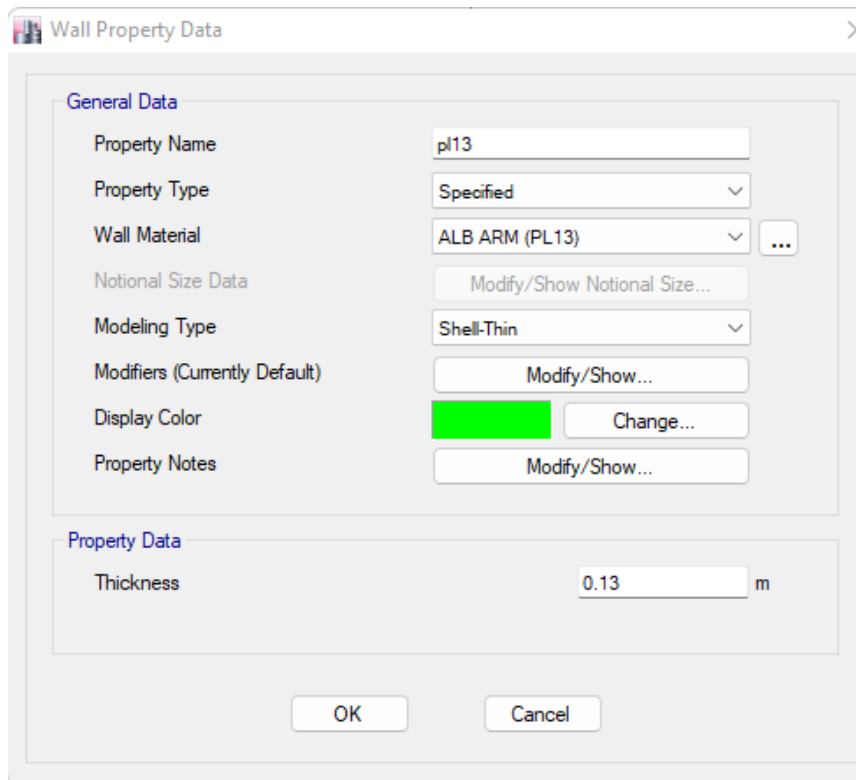 Wall Property Data
General Data
Property Name pl13
Property Type Specified
Wall Material ALB ARM (PL13) ...
Notional Size Data Modify/Show Notional Size...
Modeling Type Shell-Thin
Modifiers (Currently Default) Modify/Show...
Display Color Change...
Property Notes Modify/Show...
Property Data
Thickness 0.13 m
OK Cancel